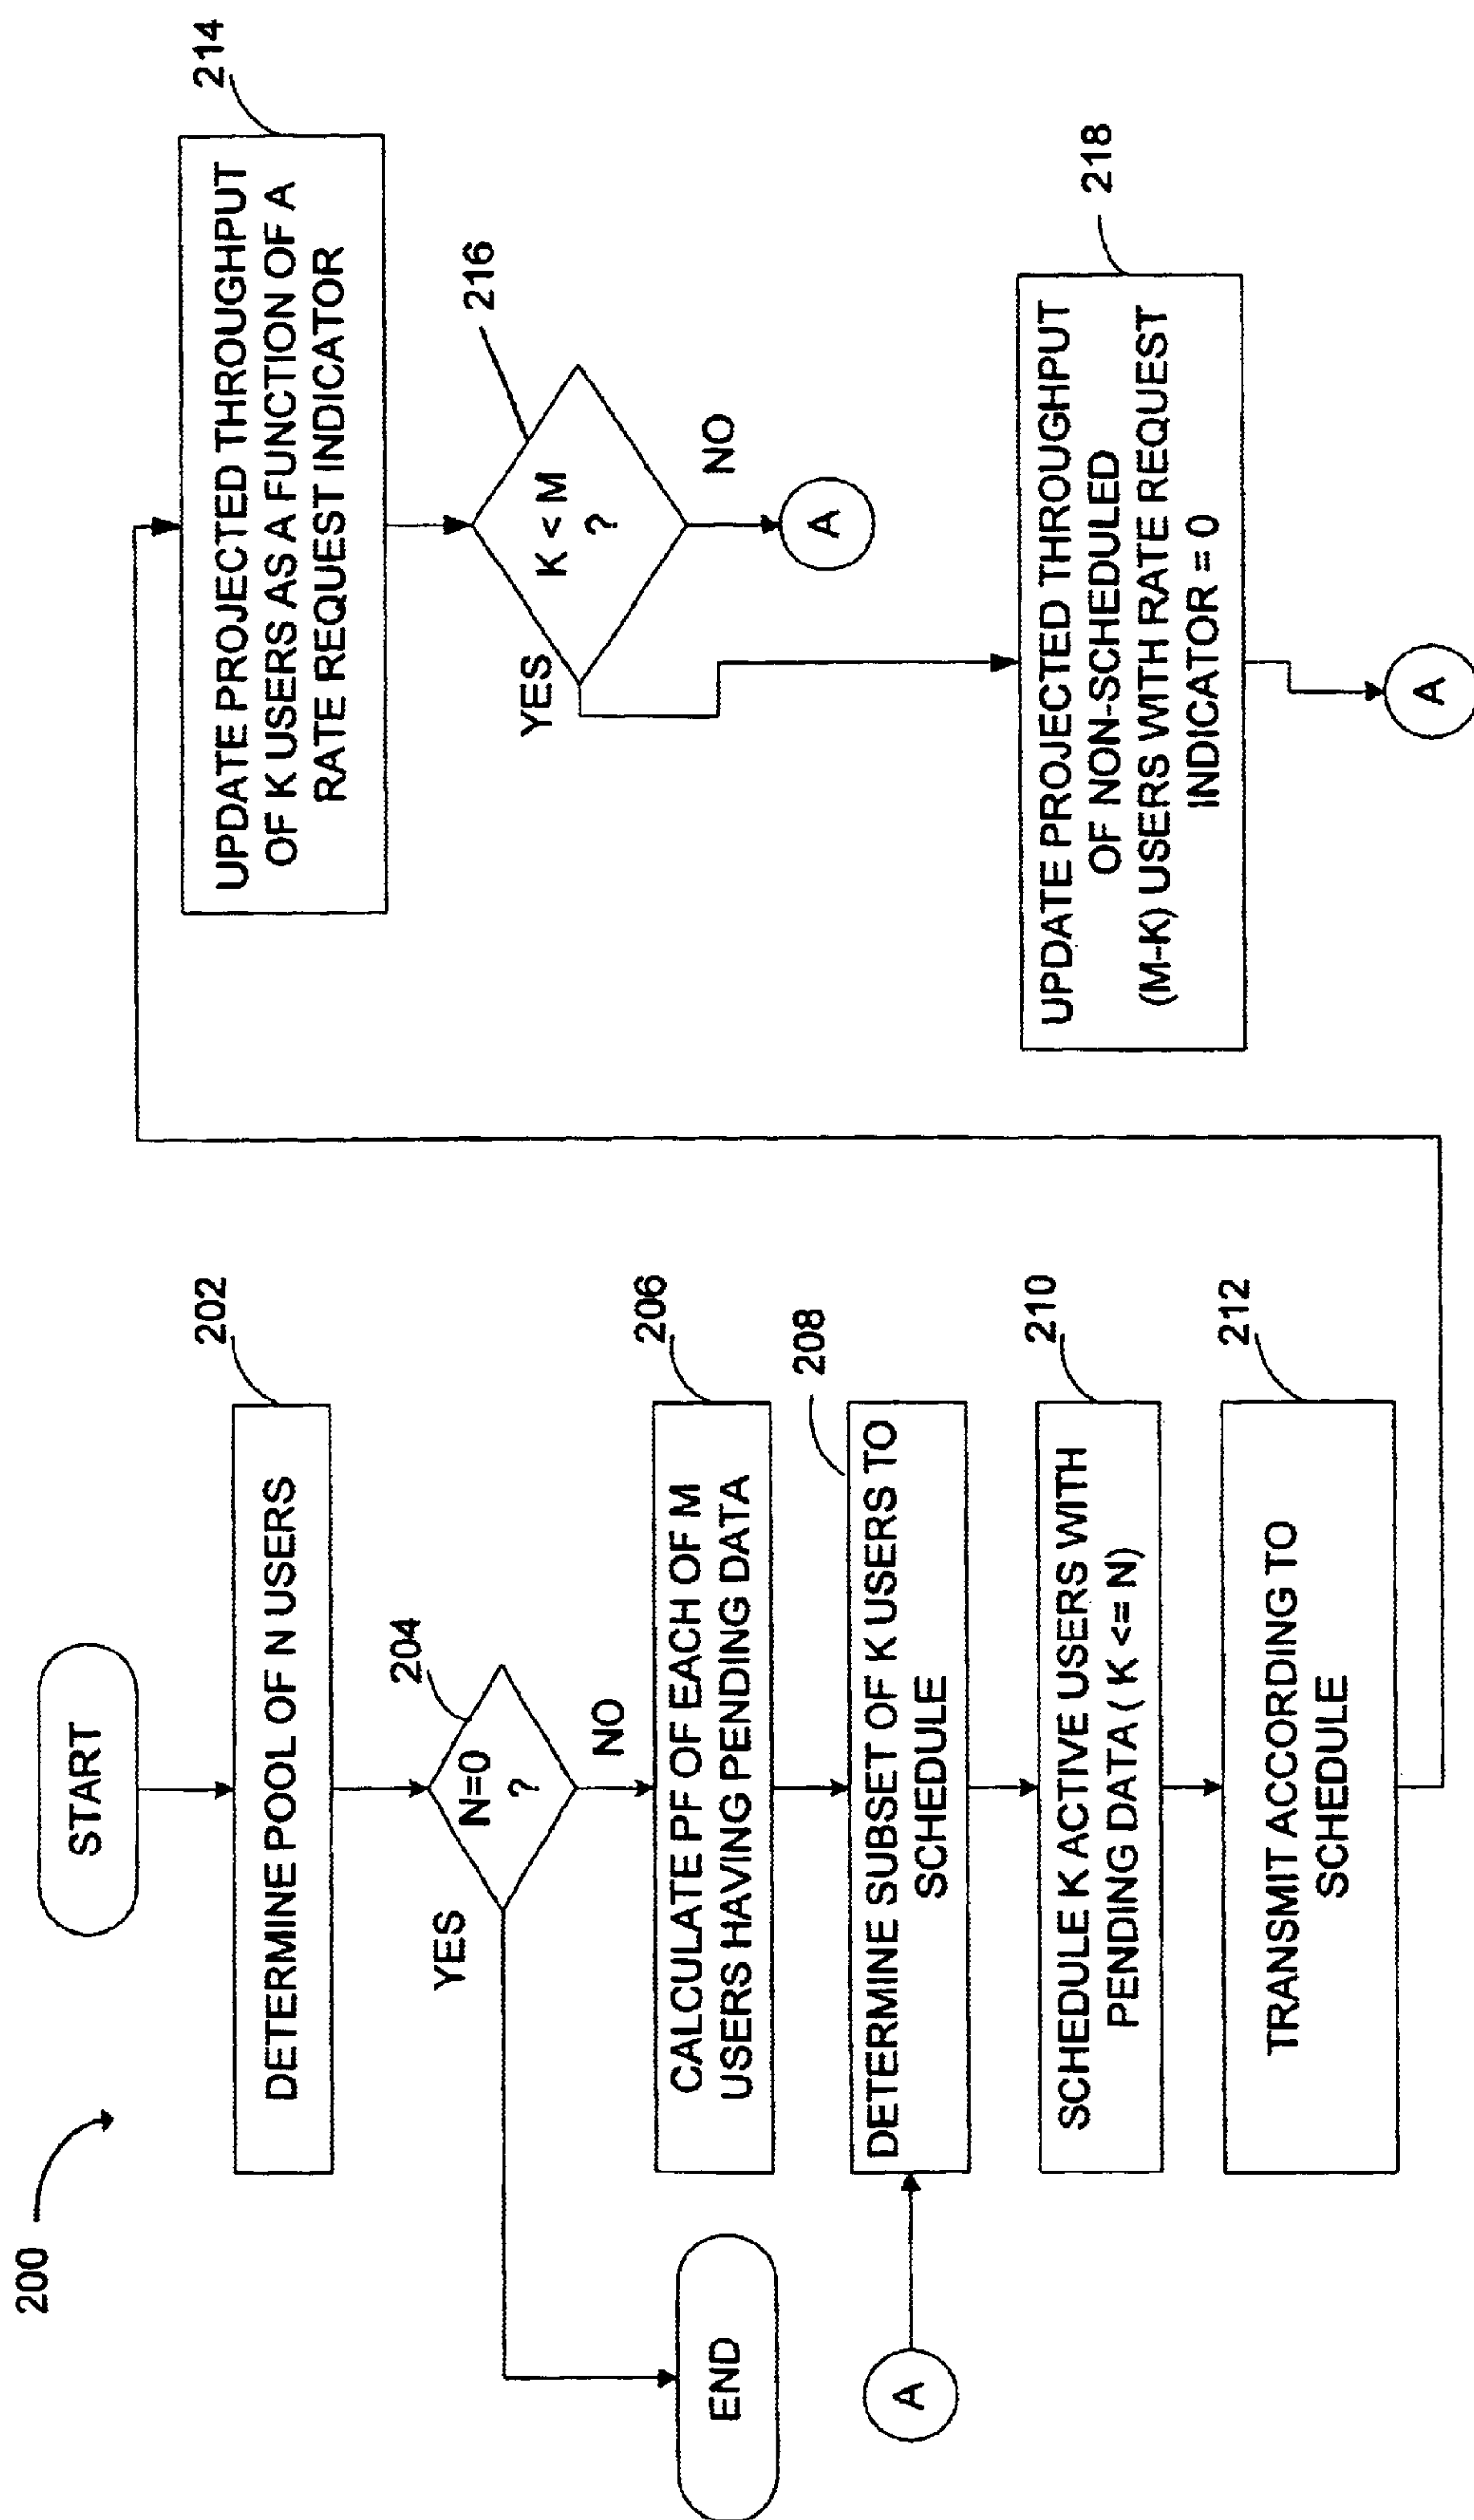 200
START
202
DETERMINE POOL OF N USERS
204
N=0
?
YES
NO
END
206
CALCULATE PF OF EACH OF M
USERS HAVING PENDING DATA
208
A
DETERMINE SUBSET OF K USERS TO
SCHEDULE
210
SCHEDULE K ACTIVE USERS WITH
PENDING DATA ( K <= N)
212
TRANSMIT ACCORDING TO
SCHEDULE
214
UPDATE PROJECTED THROUGHPUT
OF K USERS AS A FUNCTION OF A
RATE REQUEST INDICATOR
216
K < M
?
YES
NO
A
218
UPDATE PROJECTED THROUGHPUT
OF NON-SCHEDULED
(M-K) USERS WITH RATE REQUEST
INDICATOR = 0
A